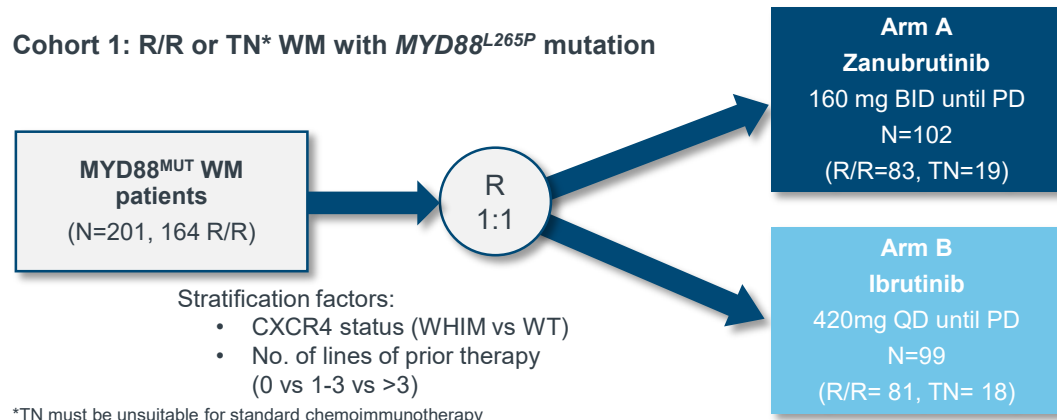 Cohort 1: R/R or TN* WM with MYD88L265P mutation
MYD88MUT WM
patients
(N=201, 164 R/R)
R
1:1
Arm A
Zanubrutinib
160 mg BID until PD
N=102
(R/R=83, TN=19)
Arm B
Ibrutinib
420mg QD until PD
N=99
(R/R= 81, TN= 18)
Stratification factors:
• CXCR4 status (WHIM vs WT)
• No. of lines of prior therapy
(0 vs 1-3 vs >3)
*TN must be unsuitable for standard chemoimmunotherapy